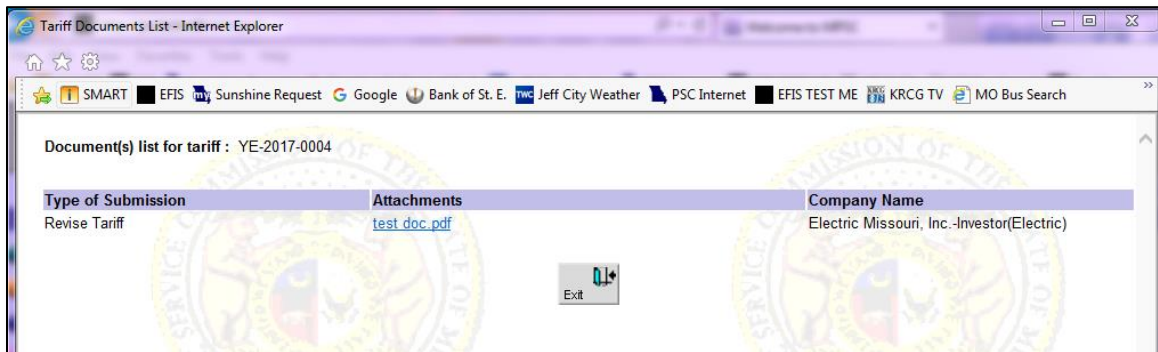 Tariff Documents List - Internet Explorer
SMART EFIS my Sunshine Request G Google Bank of St. E. TWC Jeff City Weather PSC Internet EFIS TEST ME KRCG TV MO Bus Search »
Document(s) list for tariff : YE-2017-0004
Type of Submission Attachments Company Name
Revise Tariff test doc.pdf Electric Missouri, Inc.-Investor(Electric)
Exit